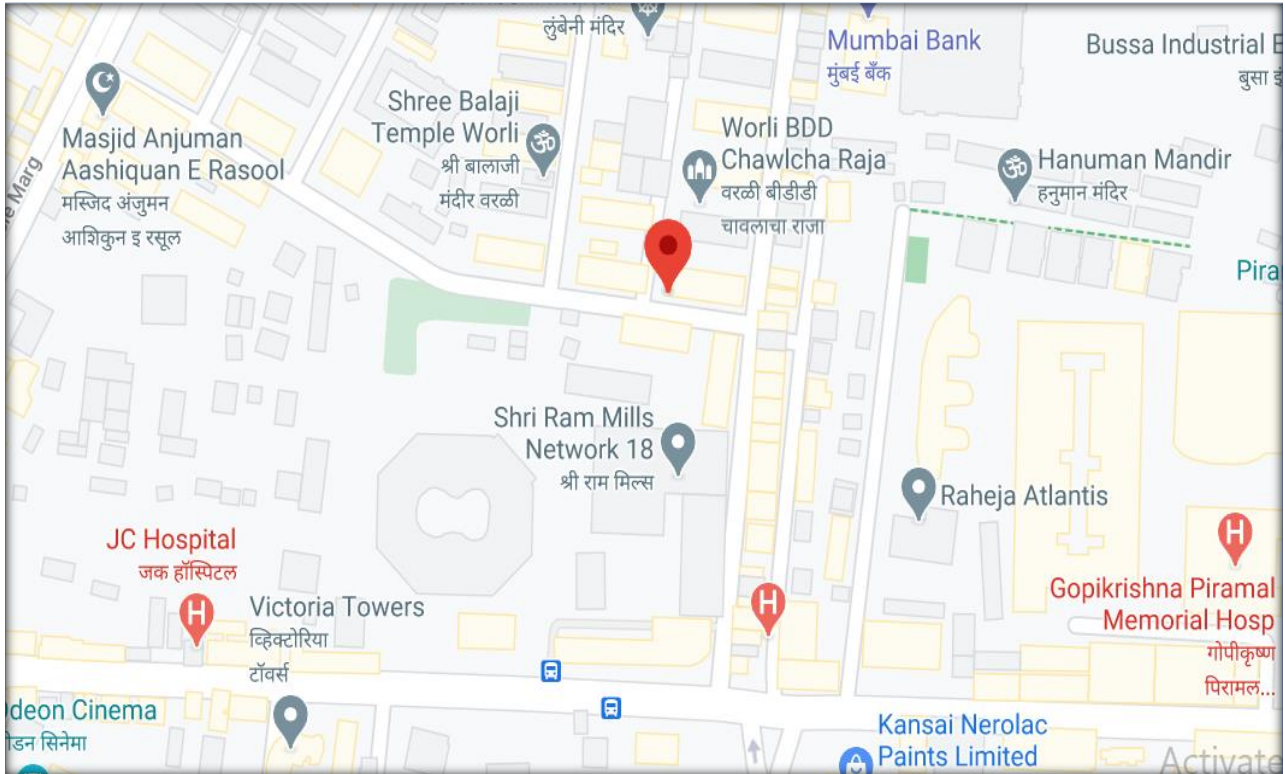 लुंबेनी मंदिर
Mumbai Bank
मुंबई बँक
Bussa Industrial E
बुसा इं
Masjid Anjuman
Aashiquan E Rasool
मस्जिद अंजुमन
आशिकुन इ रसूल
Shree Balaji
Temple Worli
श्री बालाजी
मंदीर वरळी
Worli BDD
Chawlcha Raja
वरळी बीडीडी
चावलाचा राजा
Hanuman Mandir
हनुमान मंदिर
Marg
Pira
Shri Ram Mills
Network 18
श्री राम मिल्स
Raheja Atlantis
JC Hospital
जक हॉस्पिटल
H
H
H
Gopikrishna Piramal
Memorial Hosp
गोपीकृष्ण
पिरामल...
Victoria Towers
व्हिक्टोरिया
टॉवर्स
deon Cinema
डन सिनेमा
Kansai Nerolac
Paints Limited
Activate